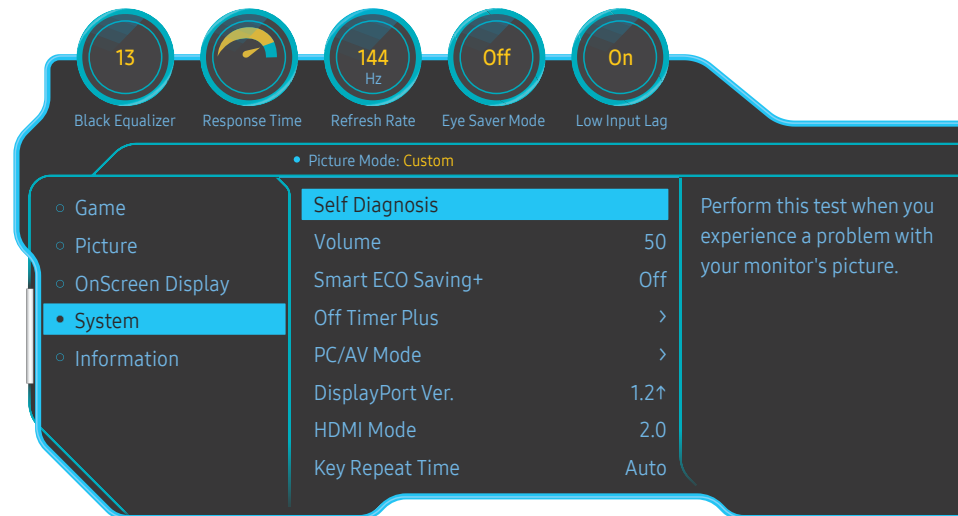 13
144
Hz
Off
On
Black Equalizer
Response Time
Refresh Rate
Eye Saver Mode
Low Input Lag
Picture Mode: Custom
Game
Picture
OnScreen Display
System
Information
Self Diagnosis
Volume 50
Smart ECO Saving+ Off
Off Timer Plus >
PC/AV Mode >
DisplayPort Ver. 1.2↑
HDMI Mode 2.0
Key Repeat Time Auto
Perform this test when you
experience a problem with
your monitor's picture.